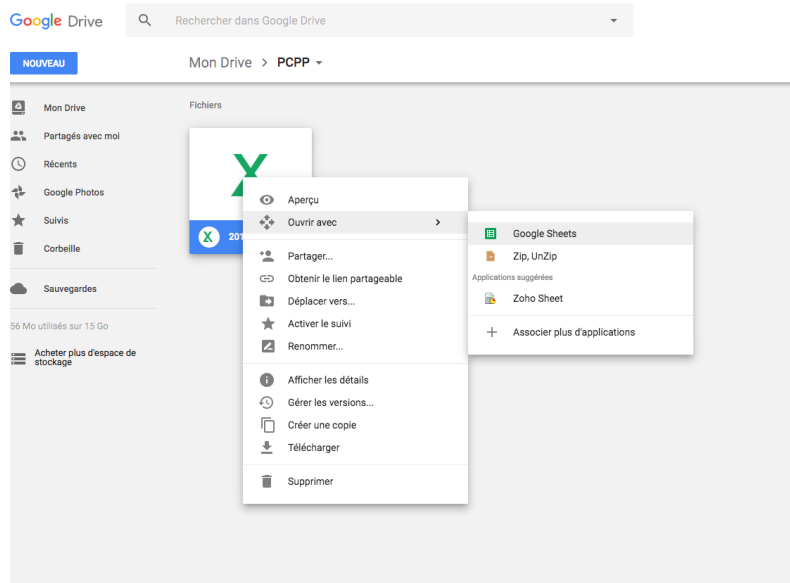 Google Drive
Rechercher dans Google Drive
NOUVEAU
Mon Drive > PCPP
Mon Drive
Partagés avec moi
Récents
Google Photos
Suivis
Corbeille
Sauvegardes
56 Mo utilisés sur 15 Go
Acheter plus d'espace de
stockage
Fichiers
X
X 201
Aperçu
Ouvrir avec
Partager...
Obtenir le lien partageable
Déplacer vers...
Activer le suivi
Renommer...
Afficher les détails
Gérer les versions...
Créer une copie
Télécharger
Supprimer
Google Sheets
Zip, UnZip
Applications suggérées
Zoho Sheet
Associer plus d'applications